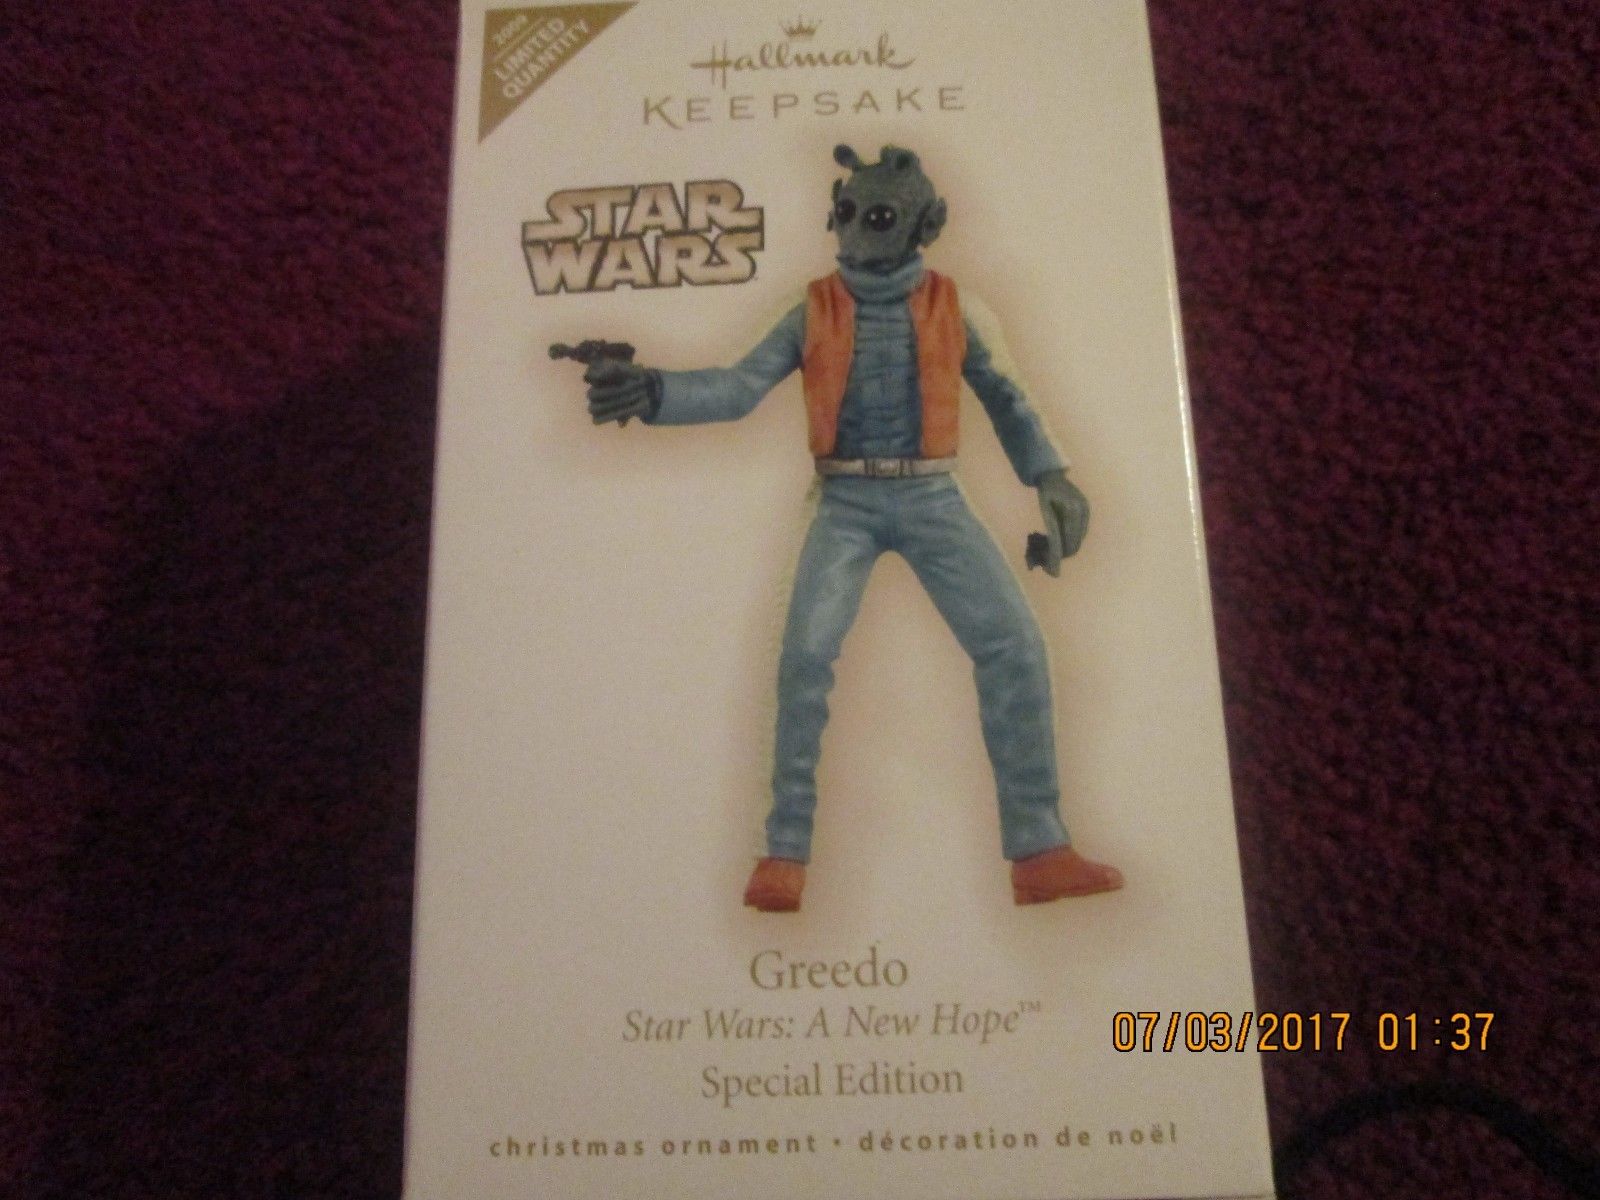 2009
LIMITED
QUANTITY
Hallmark
KEEPSAKE
STAR
WARS
Greedo
Star Wars: A New Hope™
Special Edition
christmas ornament • décoration de noël
07/03/2017 01:37